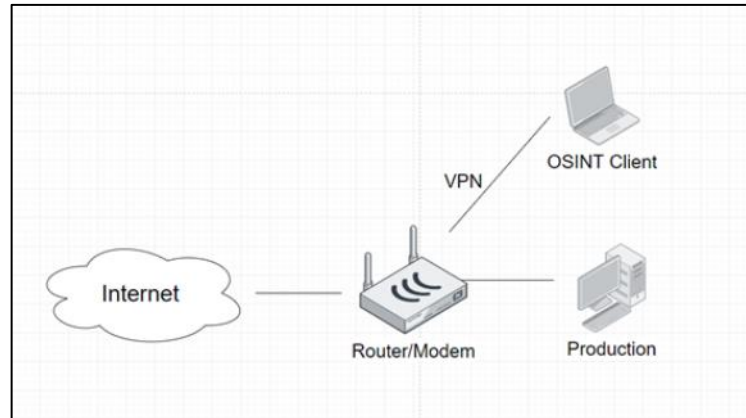 OSINT Client
VPN
Internet
Router/Modem
Production